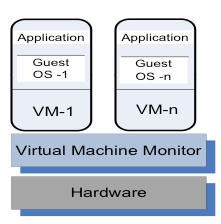 Application
Guest
OS -1
VM-1
Application
Guest
OS -n
VM-n
Virtual Machine Monitor
Hardware